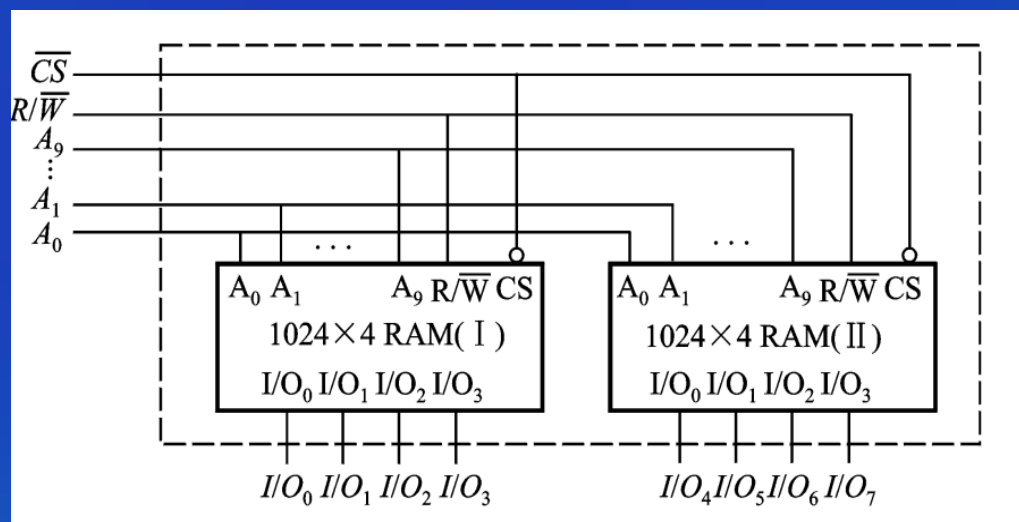 C̅S̅
R/W̅
A₉
⋮
A₁
A₀
... ...
A₀ A₁ A₉ R/W̅ CS A₀ A₁ A₉ R/W̅ CS
1024×4 RAM(Ⅰ) 1024×4 RAM(Ⅱ)
I/O₀ I/O₁ I/O₂ I/O₃ I/O₀ I/O₁ I/O₂ I/O₃
I/O₀ I/O₁ I/O₂ I/O₃ I/O₄ I/O₅ I/O₆ I/O₇